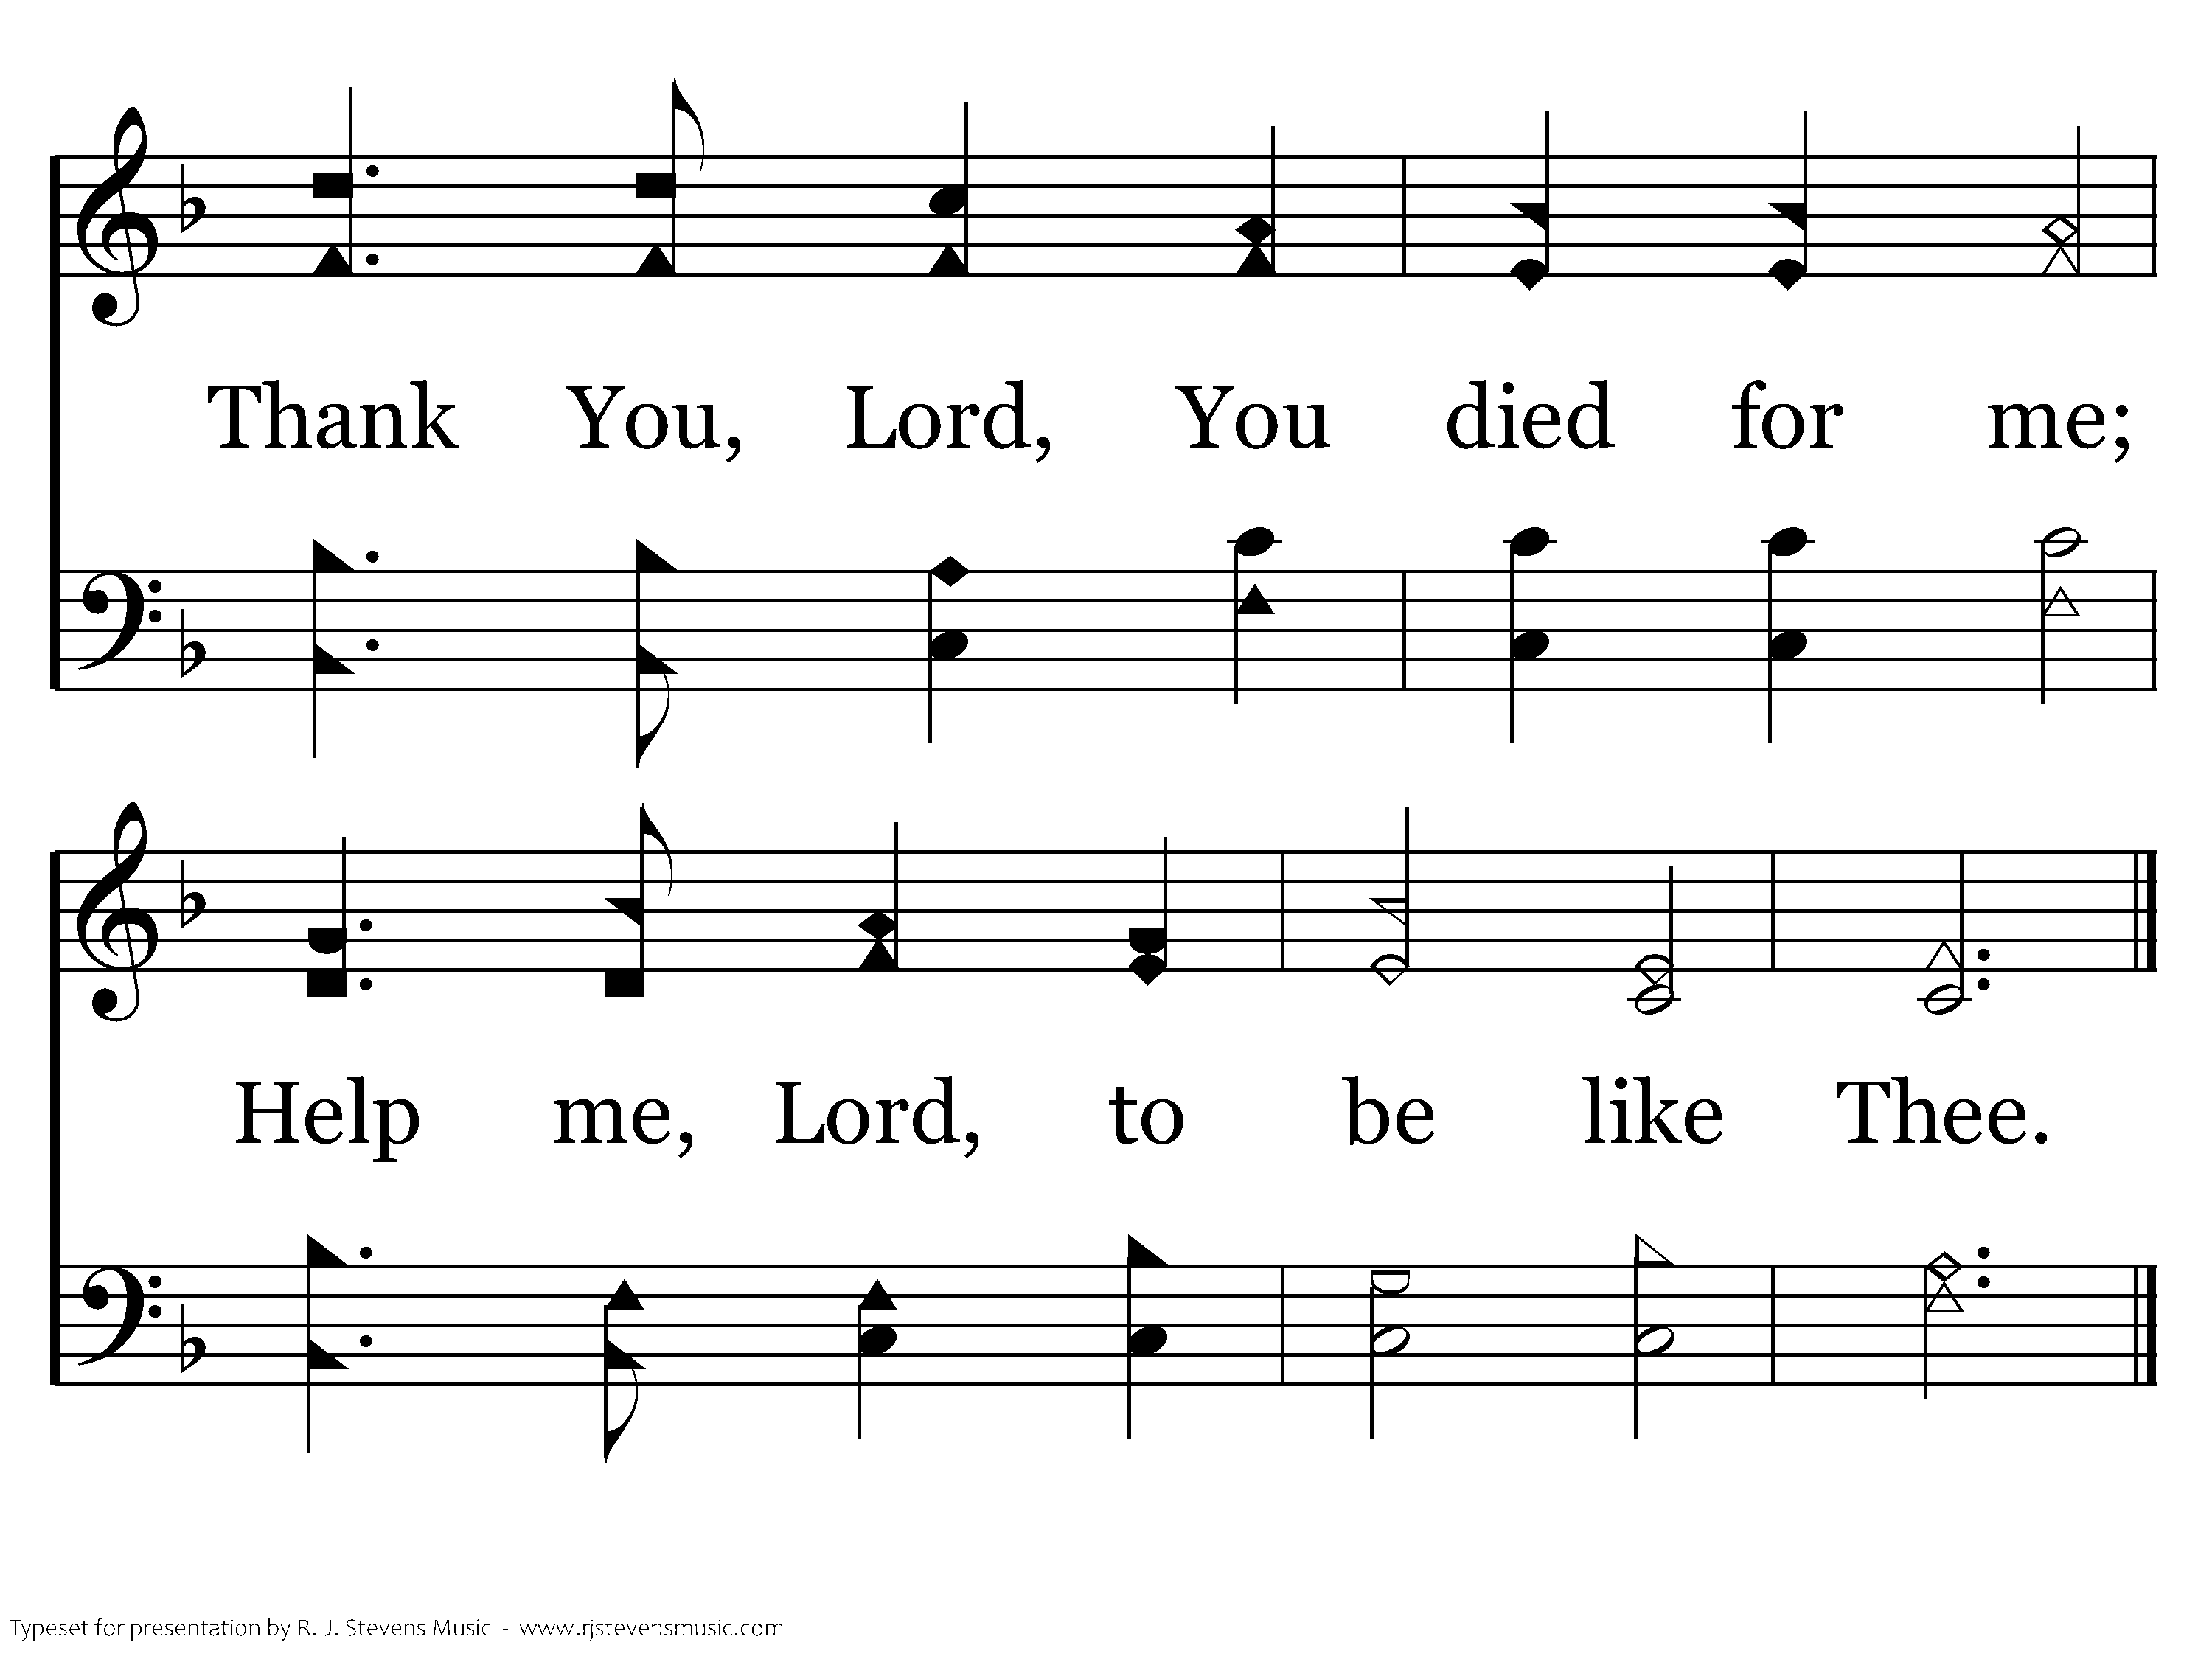 Thank You, Lord, You died for me;
Help me, Lord, to be like Thee.
Typeset for presentation by R. J. Stevens Music - www.rjstevensmusic.com